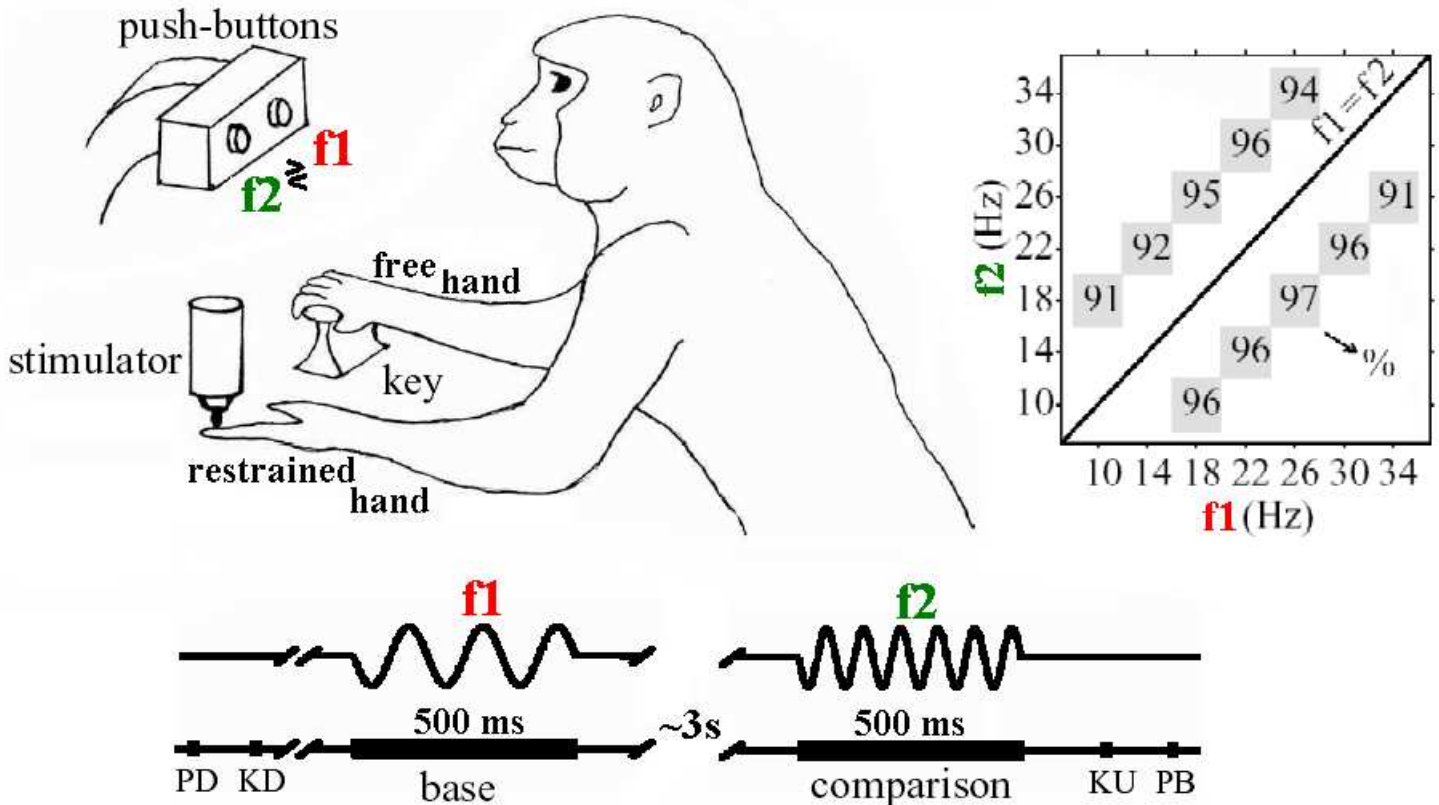 push-buttons
f2 ≷ f1
free hand
stimulator
key
restrained
hand
f2 (Hz)
34
30
26
22
18
14
10
94
96
95
92
91
91
96
97
96
96
f1=f2
%
10 14 18 22 26 30 34
f1 (Hz)
f1
f2
500 ms
~3s
500 ms
PD KD
base
comparison
KU PB